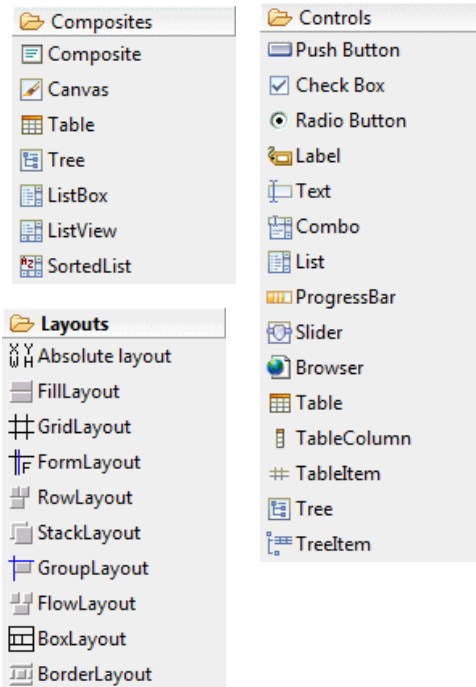 Composites
Composite
Canvas
Table
Tree
ListBox
ListView
SortedList
Layouts
Absolute layout
FillLayout
GridLayout
FormLayout
RowLayout
StackLayout
GroupLayout
FlowLayout
BoxLayout
BorderLayout
Controls
Push Button
Check Box
Radio Button
Label
Text
Combo
List
ProgressBar
Slider
Browser
Table
TableColumn
TableItem
Tree
TreeItem